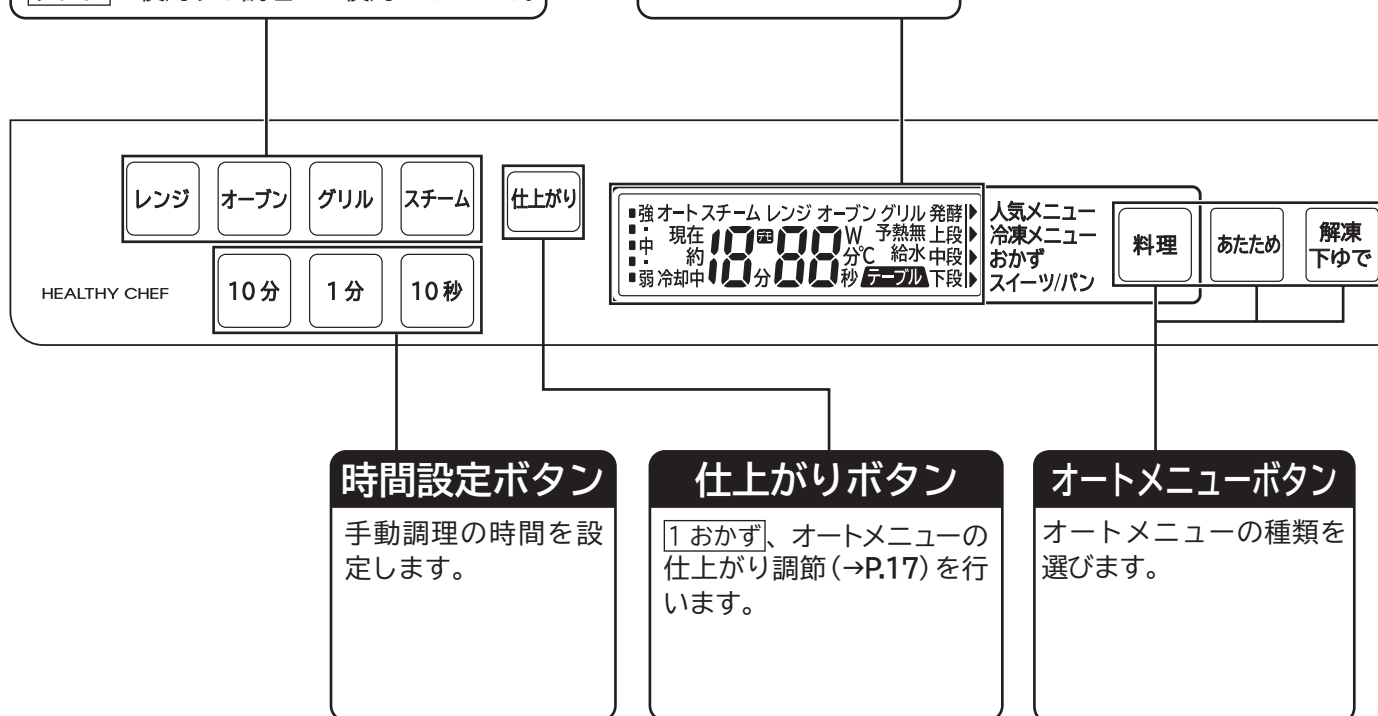 レンジ オーブン グリル スチーム 仕上がり
HEALTHY CHEF 10分 1分 10秒
強 オート スチーム レンジ オーブン グリル 発酵
現在 W 予熱無 上段
中 約 18 88 分 ℃ 給水 中段
弱 冷却中 分 秒 テーブル 下段
人気メニュー
冷凍メニュー
おかず
スイーツ/パン
料理 あたため 解凍
下ゆで
時間設定ボタン
手動調理の時間を設
定します。
仕上がりボタン
1 おかず、オートメニューの
仕上がり調節(→P.17)を行
います。
オートメニューボタン
オートメニューの種類を
選びます。